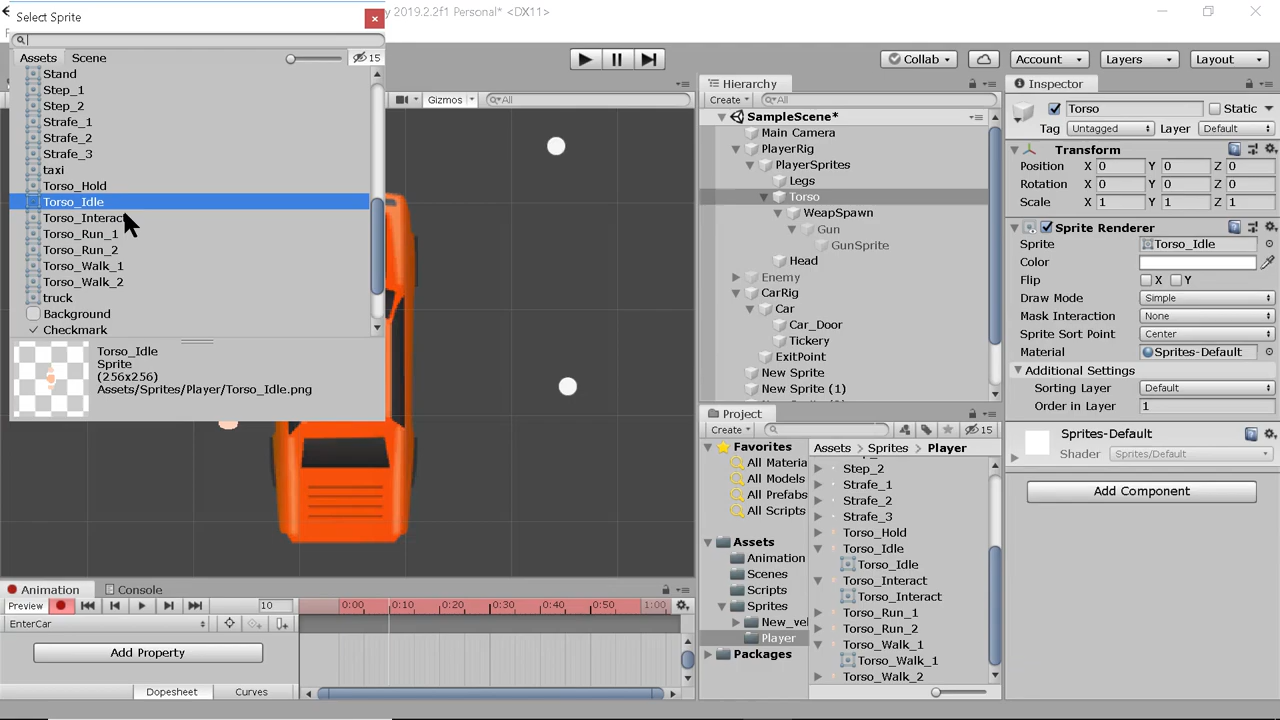 Select Sprite
y 2019.2.2f1 Personal* <DX11>
Assets Scene 15
Stand
Step_1
Step_2
Strafe_1
Strafe_2
Strafe_3
taxi
Torso_Hold
Torso_Idle
Torso_Interact
Torso_Run_1
Torso_Run_2
Torso_Walk_1
Torso_Walk_2
truck
Background
Checkmark
Torso_Idle
Sprite
(256x256)
Assets/Sprites/Player/Torso_Idle.png
Collab Account Layers Layout
Gizmos All
Hierarchy
Create All
SampleScene*
Main Camera
PlayerRig
PlayerSprites
Legs
Torso
WeapSpawn
Gun
GunSprite
Head
Enemy
CarRig
Car
Car_Door
Tickery
ExitPoint
New Sprite
New Sprite (1)
Inspector
Torso Static
Tag Untagged Layer Default
Transform
Position X 0 Y 0 Z 0
Rotation X 0 Y 0 Z 0
Scale X 1 Y 1 Z 1
Sprite Renderer
Sprite Torso_Idle
Color
Flip X Y
Draw Mode Simple
Mask Interaction None
Sprite Sort Point Center
Material Sprites-Default
Additional Settings
Sorting Layer Default
Order in Layer 1
Sprites-Default
Shader Sprites/Default
Add Component
Project
Create 15
Favorites
All Materia
All Models
All Prefabs
All Scripts
Assets
Animation
Scenes
Scripts
Sprites
New_vel
Player
Packages
Assets Sprites Player
Step_2
Strafe_1
Strafe_2
Strafe_3
Torso_Hold
Torso_Idle
Torso_Idle
Torso_Interact
Torso_Interact
Torso_Run_1
Torso_Run_2
Torso_Walk_1
Torso_Walk_1
Torso_Walk_2
Animation Console
Preview 10 0:00 0:10 0:20 0:30 0:40 0:50 1:00
EnterCar
Add Property
Dopesheet Curves